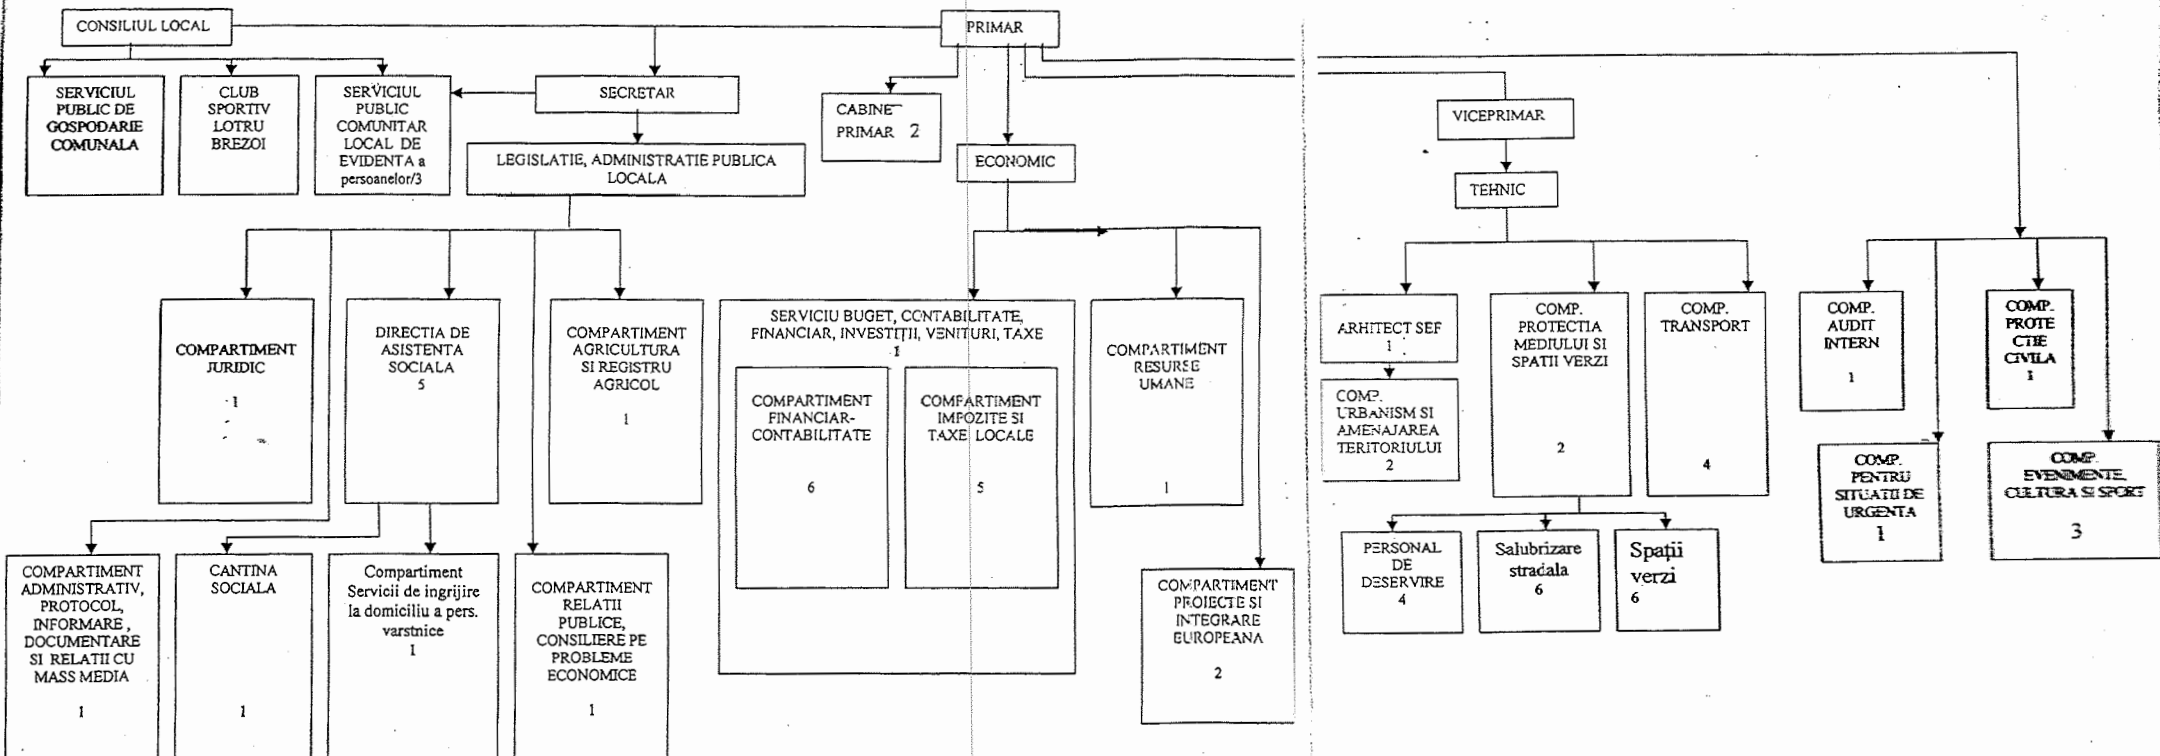 CONSILIUL LOCAL
PRIMAR
SERVICIUL
PUBLIC DE
GOSPODARIE
COMUNALA
CLUB
SPORTIV
LOTRU
BREZOI
SERVICIUL
PUBLIC
COMUNITAR
LOCAL DE
EVIDENTA a
persoanelor/3
SECRETAR
LEGISLATIE, ADMINISTRATIE PUBLICA
LOCALA
CABINET
PRIMAR 2
ECONOMIC
VICEPRIMAR
TEHNIC
COMPARTIMENT
JURIDIC
1
DIRECTIA DE
ASISTENTA
SOCIALA
5
COMPARTIMENT
AGRICULTURA
SI REGISTRU
AGRICOL
1
SERVICIU BUGET, CONTABILITATE,
FINANCIAR, INVESTIȚII, VENITURI, TAXE
1
COMPARTIMENT
FINANCIAR-
CONTABILITATE
6
COMPARTIMENT
IMPOZITE SI
TAXE LOCALE
5
COMPARTIMENT
RESURSE
UMANE
1
ARHITECT SEF
1
COMP.
URBANISM SI
AMENAJAREA
TERITORIULUI
2
COMP.
PROTECTIA
MEDIULUI SI
SPATII VERZI
2
COMP.
TRANSPORT
4
COMP.
AUDIT
INTERN
1
COMP.
PROTE
CTIE
CIVILA
1
COMP.
PENTRU
SITUATII DE
URGENTA
1
COMP.
EVENIMENTE,
CULTURA SI SPORT
3
COMPARTIMENT
ADMINISTRATIV,
PROTOCOL,
INFORMARE,
DOCUMENTARE
SI RELATII CU
MASS MEDIA
1
CANTINA
SOCIALA
1
Compartiment
Servicii de ingrijire
la domiciliu a pers.
varstnice
1
COMPARTIMENT
RELATII
PUBLICE,
CONSILIERE PE
PROBLEME
ECONOMICE
1
COMPARTIMENT
PROIECTE SI
INTEGRARE
EUROPEANA
2
PERSONAL
DE
DESERVIRE
4
Salubrizare
stradala
6
Spații
verzi
6